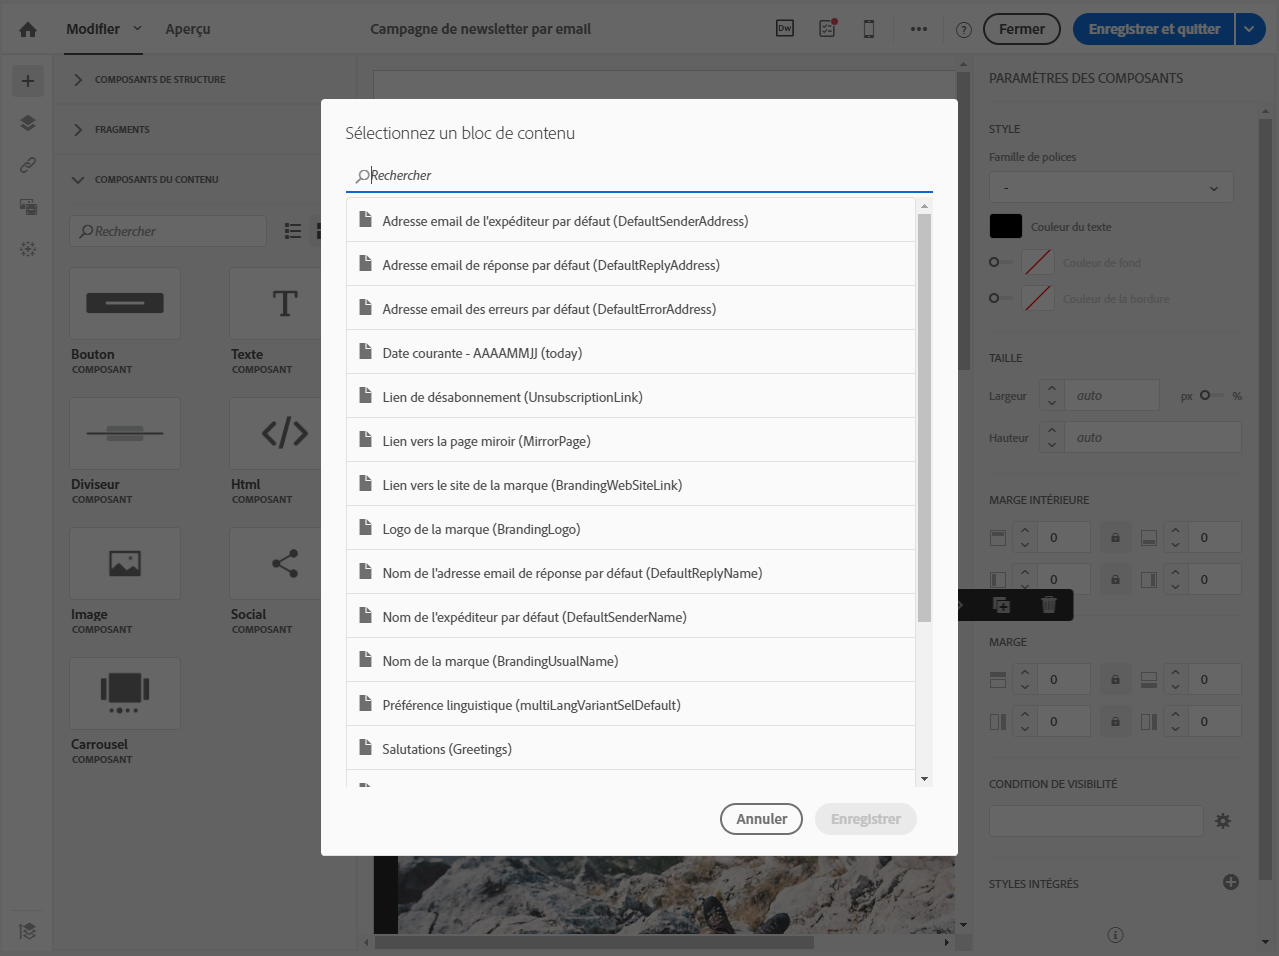 Modifier
Aperçu
Campagne de newsletter par email
Dw
Fermer
Enregistrer et quitter
COMPOSANTS DE STRUCTURE
FRAGMENTS
COMPOSANTS DU CONTENU
Rechercher
Bouton
COMPOSANT
Texte
COMPOSANT
Diviseur
COMPOSANT
Html
COMPOSANT
Image
COMPOSANT
Social
COMPOSANT
Carrousel
COMPOSANT
Sélectionnez un bloc de contenu
Rechercher
Adresse email de l'expéditeur par défaut (DefaultSenderAddress)
Adresse email de réponse par défaut (DefaultReplyAddress)
Adresse email des erreurs par défaut (DefaultErrorAddress)
Date courante - AAAAMMJJ (today)
Lien de désabonnement (UnsubscriptionLink)
Lien vers la page miroir (MirrorPage)
Lien vers le site de la marque (BrandingWebSiteLink)
Logo de la marque (BrandingLogo)
Nom de l'adresse email de réponse par défaut (DefaultReplyName)
Nom de l'expéditeur par défaut (DefaultSenderName)
Nom de la marque (BrandingUsualName)
Préférence linguistique (multiLangVariantSelDefault)
Salutations (Greetings)
Annuler
Enregistrer
PARAMÈTRES DES COMPOSANTS
STYLE
Famille de polices
-
Couleur du texte
Couleur de fond
Couleur de la bordure
TAILLE
Largeur
auto
px
%
Hauteur
auto
MARGE INTÉRIEURE
0
0
0
0
MARGE
0
0
0
0
CONDITION DE VISIBILITÉ
STYLES INTÉGRÉS